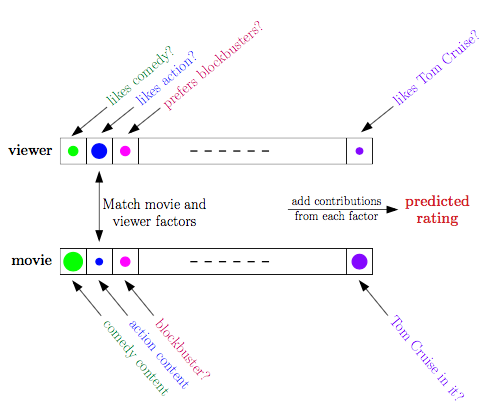 likes comedy?
likes action?
prefers blockbusters?
likes Tom Cruise?
viewer
Match movie and
viewer factors
add contributions
from each factor
predicted
rating
movie
comedy content
action content
blockbuster?
Tom Cruise in it?